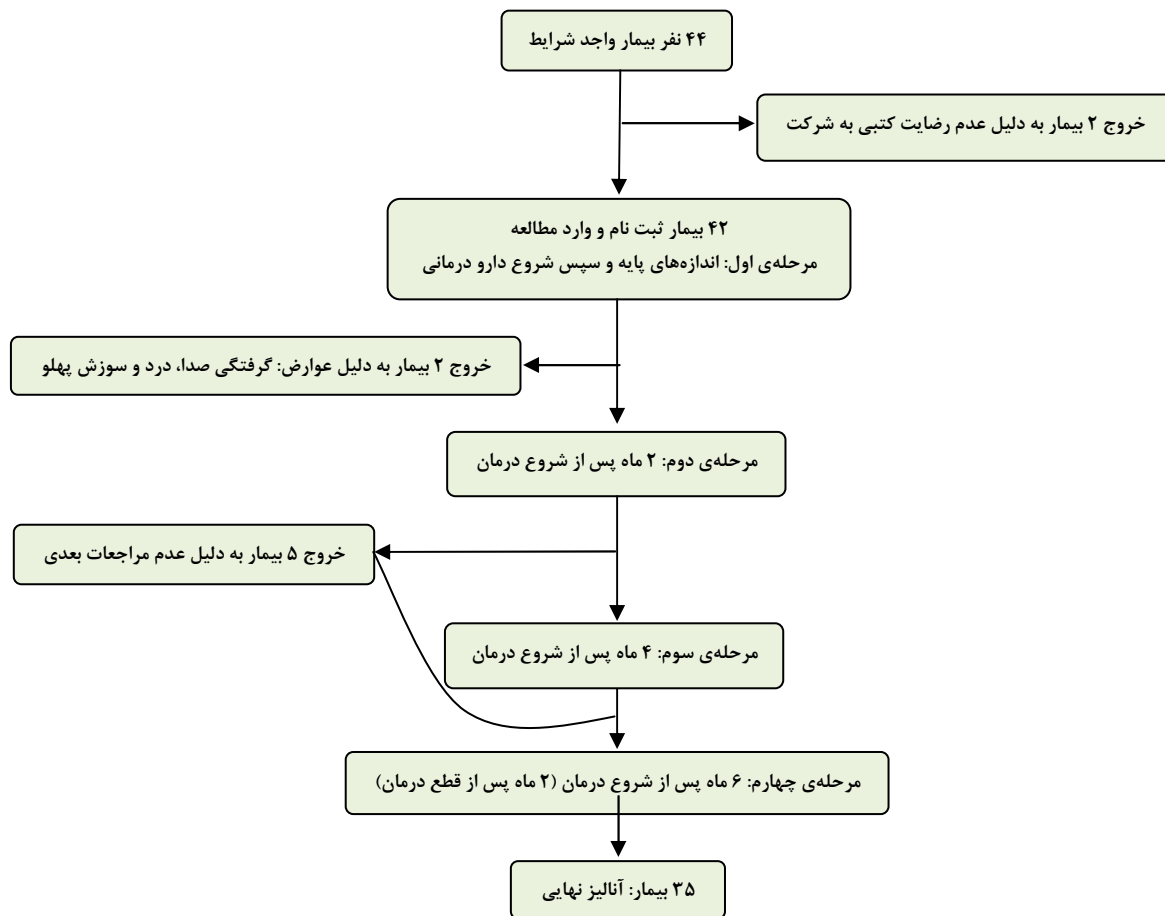 ۴۴ نفر بیمار واجد شرایط
خروج ۲ بیمار به دلیل عدم رضایت کتبی به شرکت
۴۲ بیمار ثبت نام و وارد مطالعه
مرحله‌ی اول: اندازه‌های پایه و سپس شروع دارو درمانی
خروج ۲ بیمار به دلیل عوارض: گرفتگی صدا، درد و سوزش پهلو
مرحله‌ی دوم: ۲ ماه پس از شروع درمان
خروج ۵ بیمار به دلیل عدم مراجعات بعدی
مرحله‌ی سوم: ۴ ماه پس از شروع درمان
مرحله‌ی چهارم: ۶ ماه پس از شروع درمان (۲ ماه پس از قطع درمان)
۳۵ بیمار: آنالیز نهایی